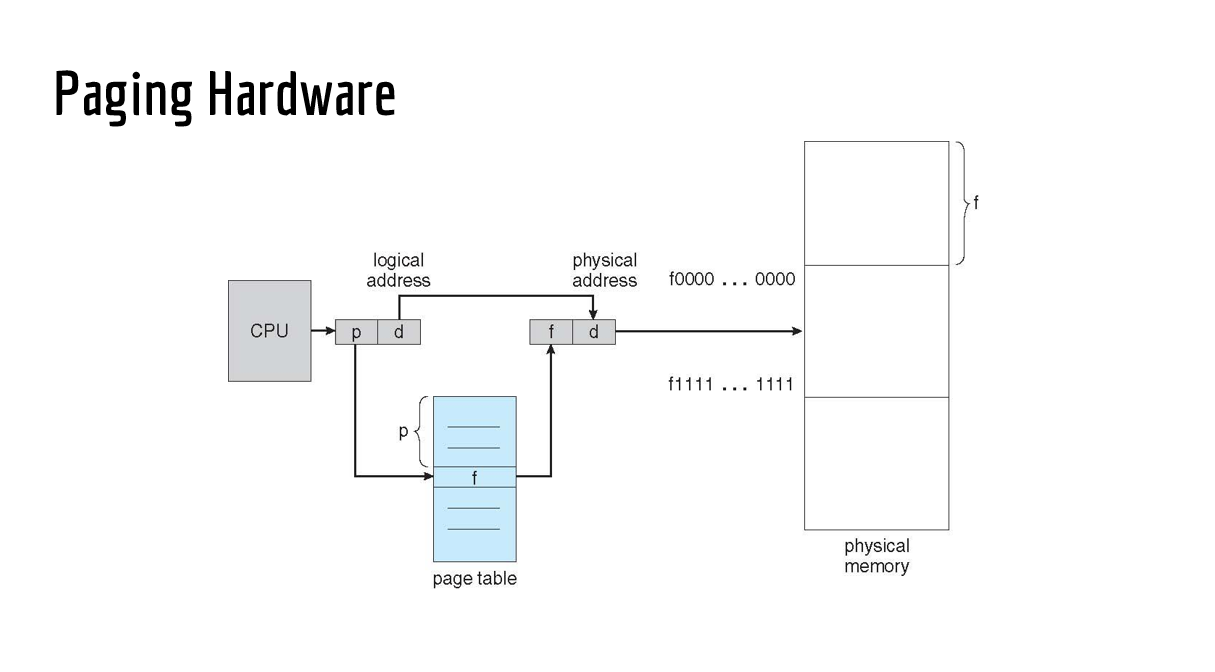 Paging Hardware
f
logical
address
physical
address
f0000 ... 0000
CPU
p
d
f
d
f1111 ... 1111
p
f
physical
memory
page table